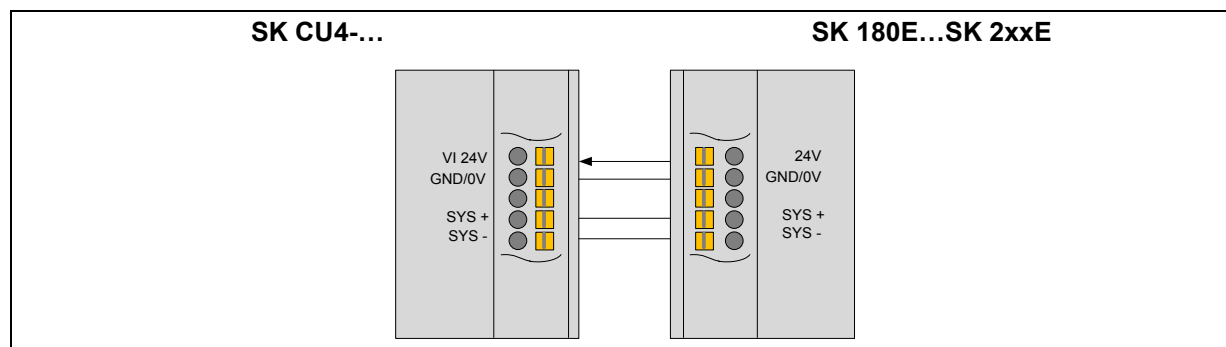 SK CU4-… SK 180E…SK 2xxE
VI 24V 24V
GND/0V GND/0V
SYS + SYS +
SYS - SYS -